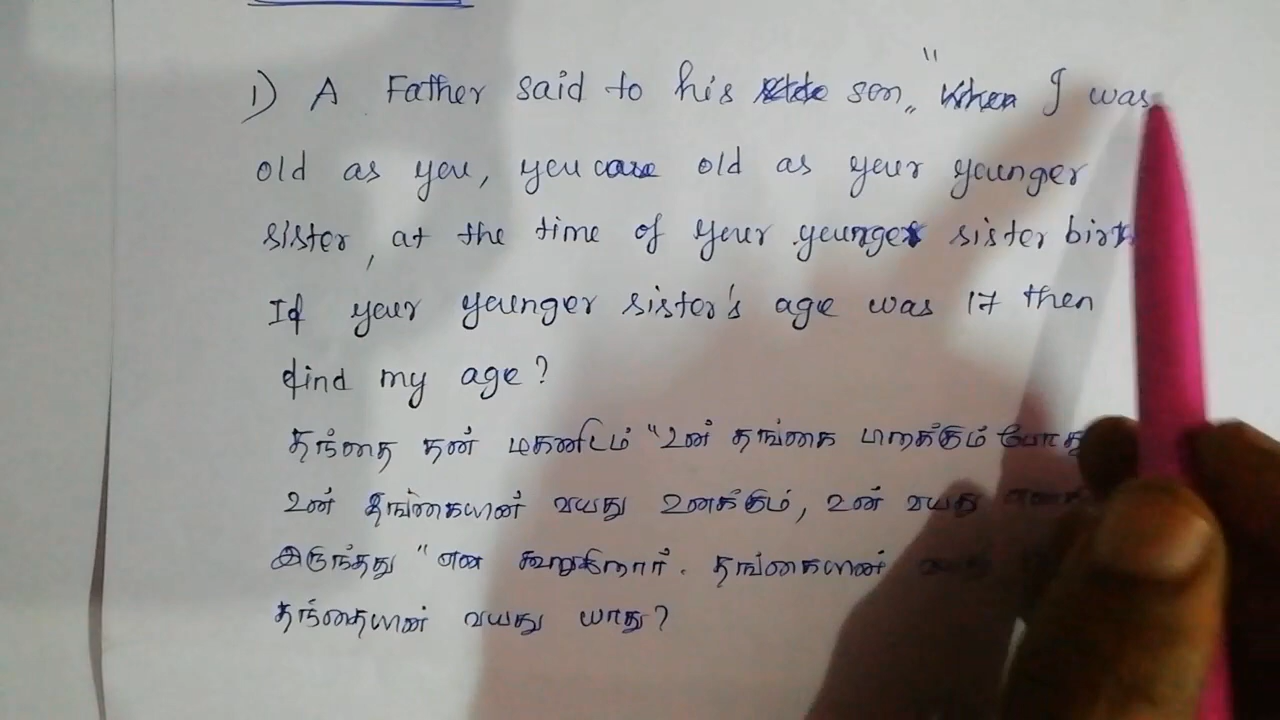 1) A Father said to his son, "When I was
old as you, you was old as your younger
sister, at the time of your younger sister birth
If your younger sister's age was 17 then
find my age?
தந்தை தன் மகனிடம் "உன் தங்கை பிறக்கும் போது
உன் தங்கையின் வயது உனக்கும், உன் வயது
இருந்தது" என கூறுகிறார். தங்கையின்
தந்தையின் வயது யாது?